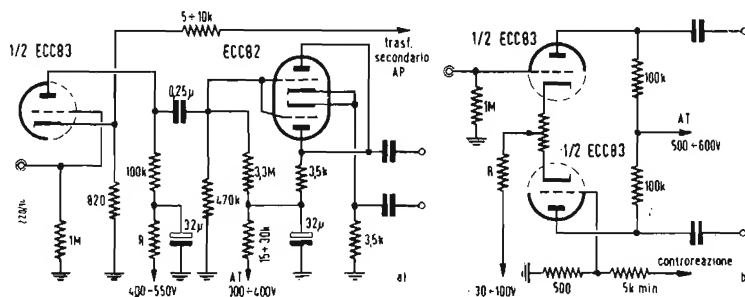 5÷10k
1/2 ECC83
ECC82
trasf.
secondario
AP
0,25µ
100k
3,3M
3,5k
820
470k
1M
R
32µ
15÷30k
32µ
3,5k
400÷550V
AT
300÷400V
a)
1/2 ECC83
1M
100k
AT
500÷600V
1/2 ECC83
R
100k
controreazione
-30÷100V
500
5k min
b